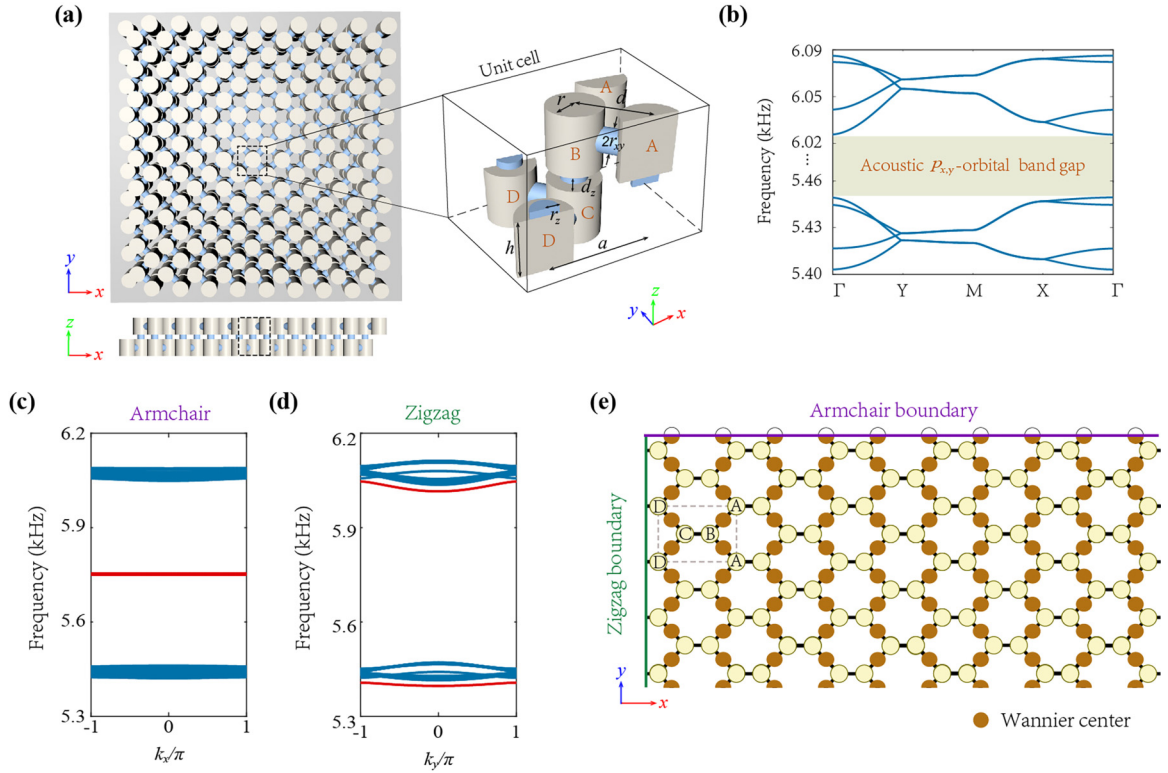 (a)
Unit cell
A
r
d
2r_xy
A
B
d_z
D
C
r_z
D
h
a
y
x
z
x
z
y
x
(b)
6.09
6.05
6.02
⋮
5.46
5.43
5.40
Frequency (kHz)
Acoustic P_x,y-orbital band gap
Γ Y M X Γ
(c)
Armchair
6.2
5.9
5.6
5.3
Frequency (kHz)
-1 0 1
k_x/π
(d)
Zigzag
6.2
5.9
5.6
5.3
Frequency (kHz)
-1 0 1
k_y/π
(e)
Armchair boundary
Zigzag boundary
D A
C B
D A
y
x
Wannier center